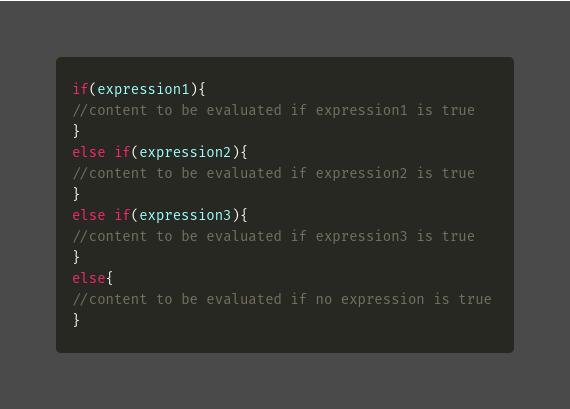 if(expression1){
//content to be evaluated if expression1 is true
}
else if(expression2){
//content to be evaluated if expression2 is true
}
else if(expression3){
//content to be evaluated if expression3 is true
}
else{
//content to be evaluated if no expression is true
}